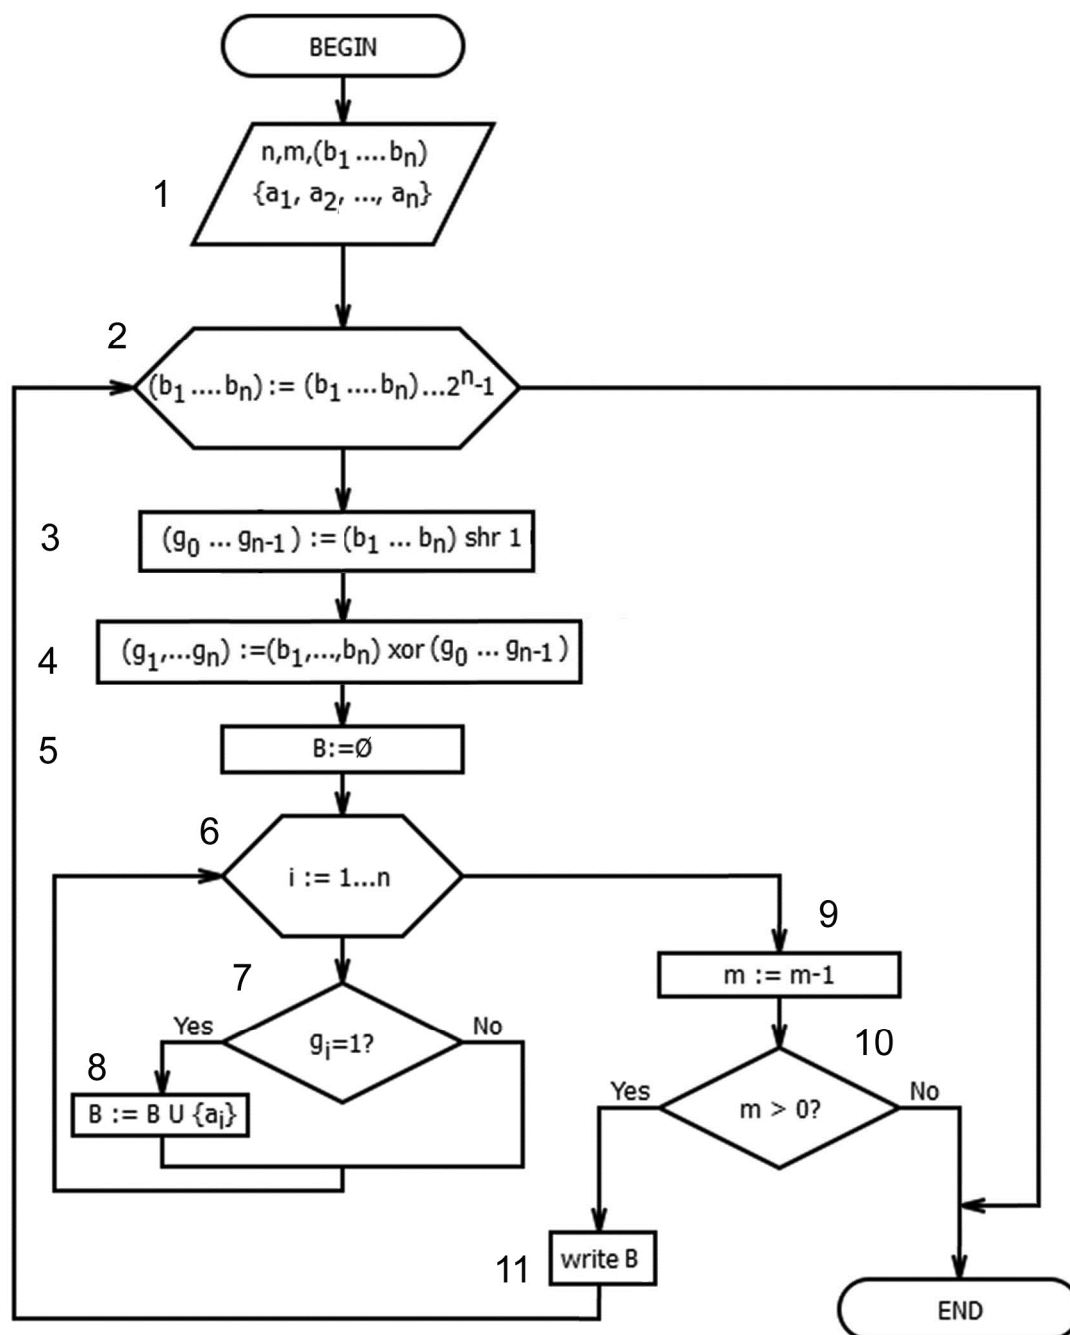 BEGIN
1
n,m,(b₁ ....bₙ)
{a₁, a₂, ..., aₙ}
2
(b₁ ....bₙ) := (b₁ ....bₙ)...2ⁿ-1
3
(g₀ ... gₙ₋₁ ) := (b₁ ... bₙ) shr 1
4
(g₁,...gₙ) :=(b₁,...,bₙ) xor (g₀ ... gₙ₋₁ )
5
B:=Ø
6
i := 1...n
7
Yes
gᵢ=1?
No
8
B := B U {aᵢ}
9
m := m-1
10
Yes
m > 0?
No
11
write B
END